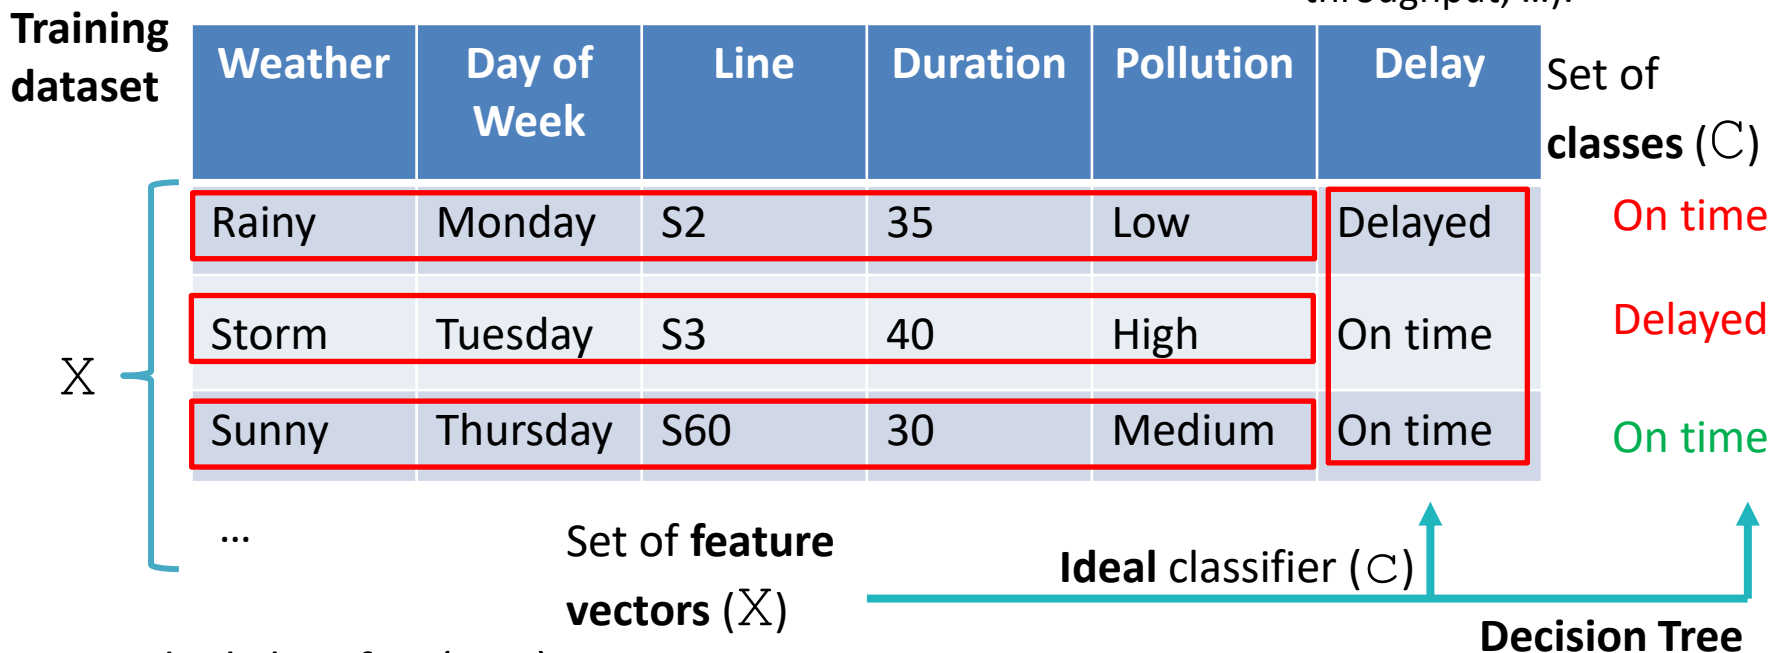 throughput, …).
Training
dataset
Weather Day of Week Line Duration Pollution Delay
Set of
classes (C)
Rainy Monday S2 35 Low Delayed On time
Storm Tuesday S3 40 High On time Delayed
X
Sunny Thursday S60 30 Medium On time On time
…
Set of feature
vectors (X)
Ideal classifier (C)
Decision Tree